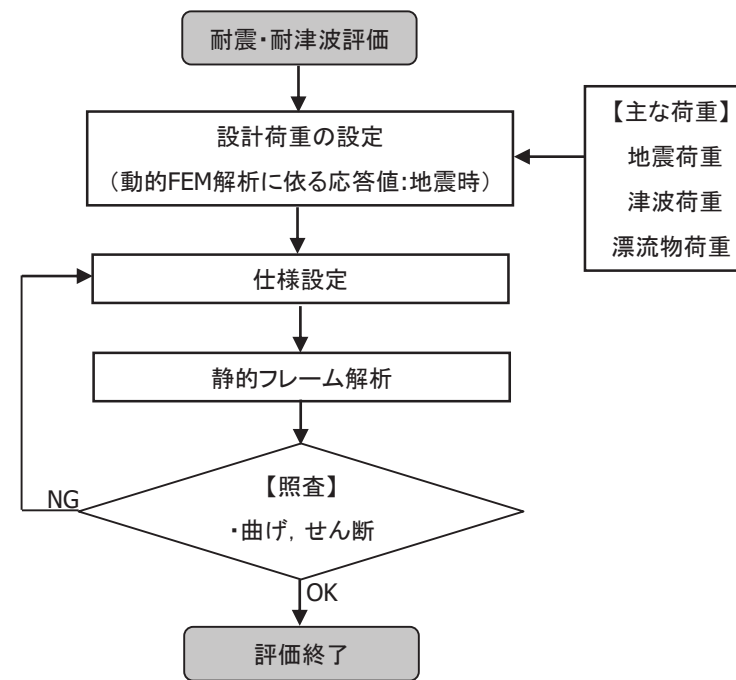 耐震・耐津波評価
設計荷重の設定
（動的FEM解析に依る応答値:地震時）
【主な荷重】
地震荷重
津波荷重
漂流物荷重
仕様設定
静的フレーム解析
【照査】
・曲げ，せん断
NG
OK
評価終了